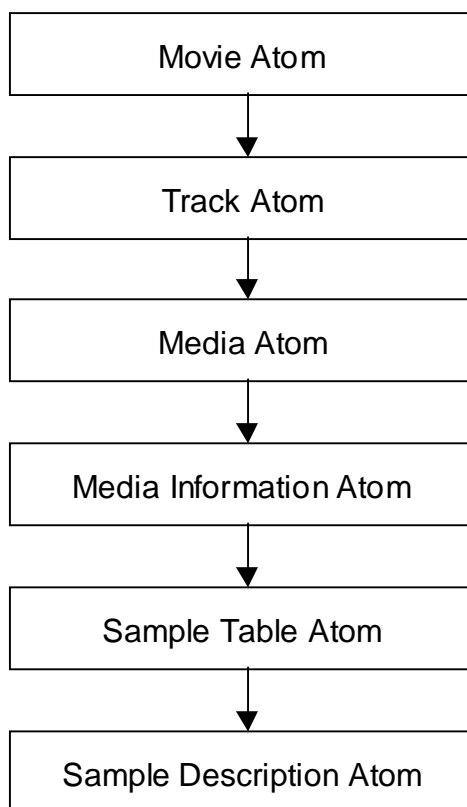 Movie Atom
Track Atom
Media Atom
Media Information Atom
Sample Table Atom
Sample Description Atom